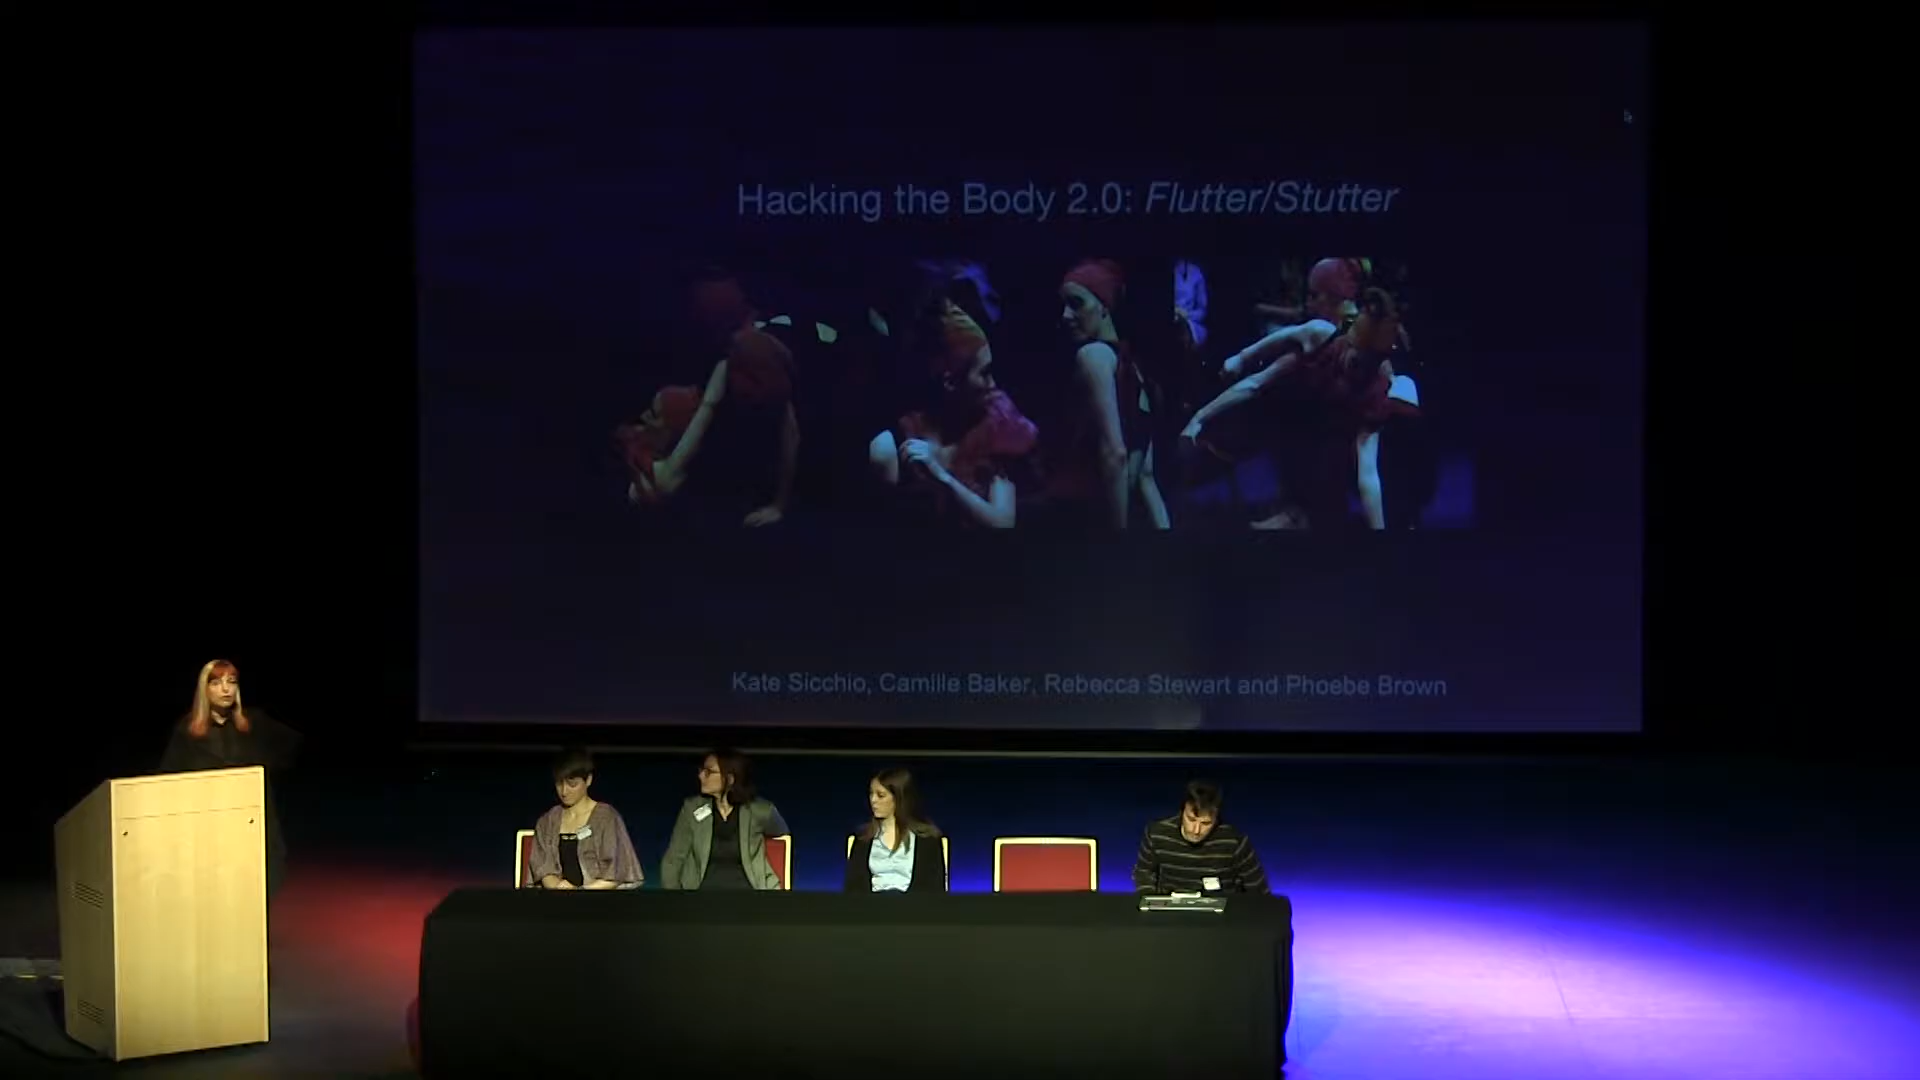 Hacking the Body 2.0: Flutter/Stutter
Kate Sicchio, Camille Baker, Rebecca Stewart and Phoebe Brown